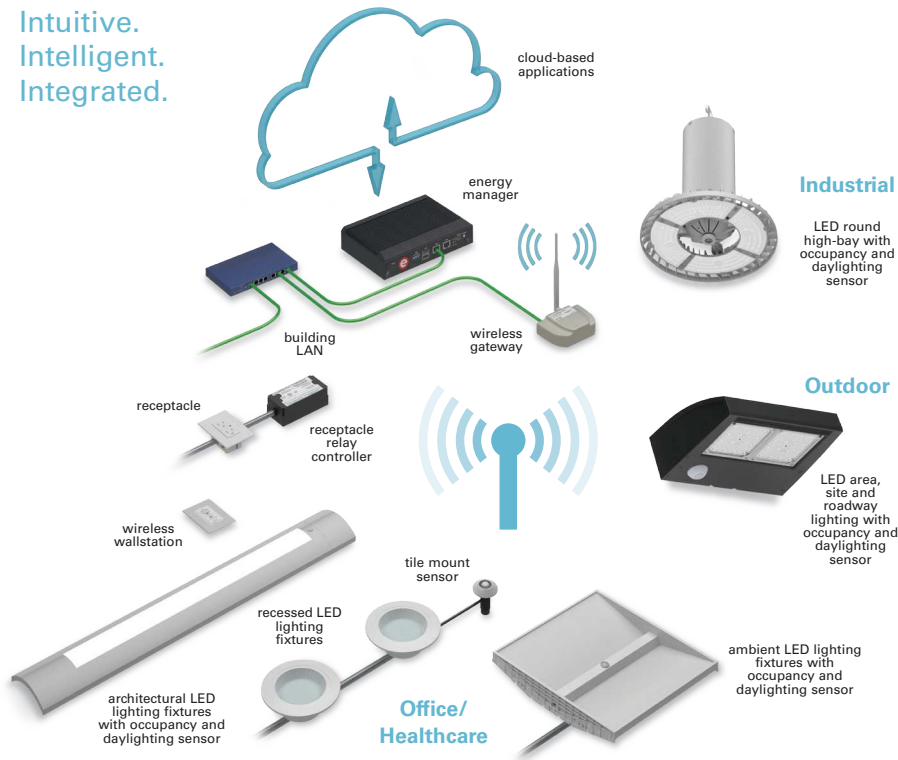 Intuitive.
Intelligent.
Integrated.
cloud-based
applications
energy
manager
Industrial
LED round
high-bay with
occupancy and
daylighting
sensor
building
LAN
wireless
gateway
receptacle
receptacle
relay
controller
Outdoor
LED area,
site and
roadway
lighting with
occupancy and
daylighting
sensor
wireless
wallstation
tile mount
sensor
recessed LED
lighting
fixtures
ambient LED lighting
fixtures with
occupancy and
daylighting sensor
architectural LED
lighting fixtures
with occupancy and
daylighting sensor
Office/
Healthcare
e